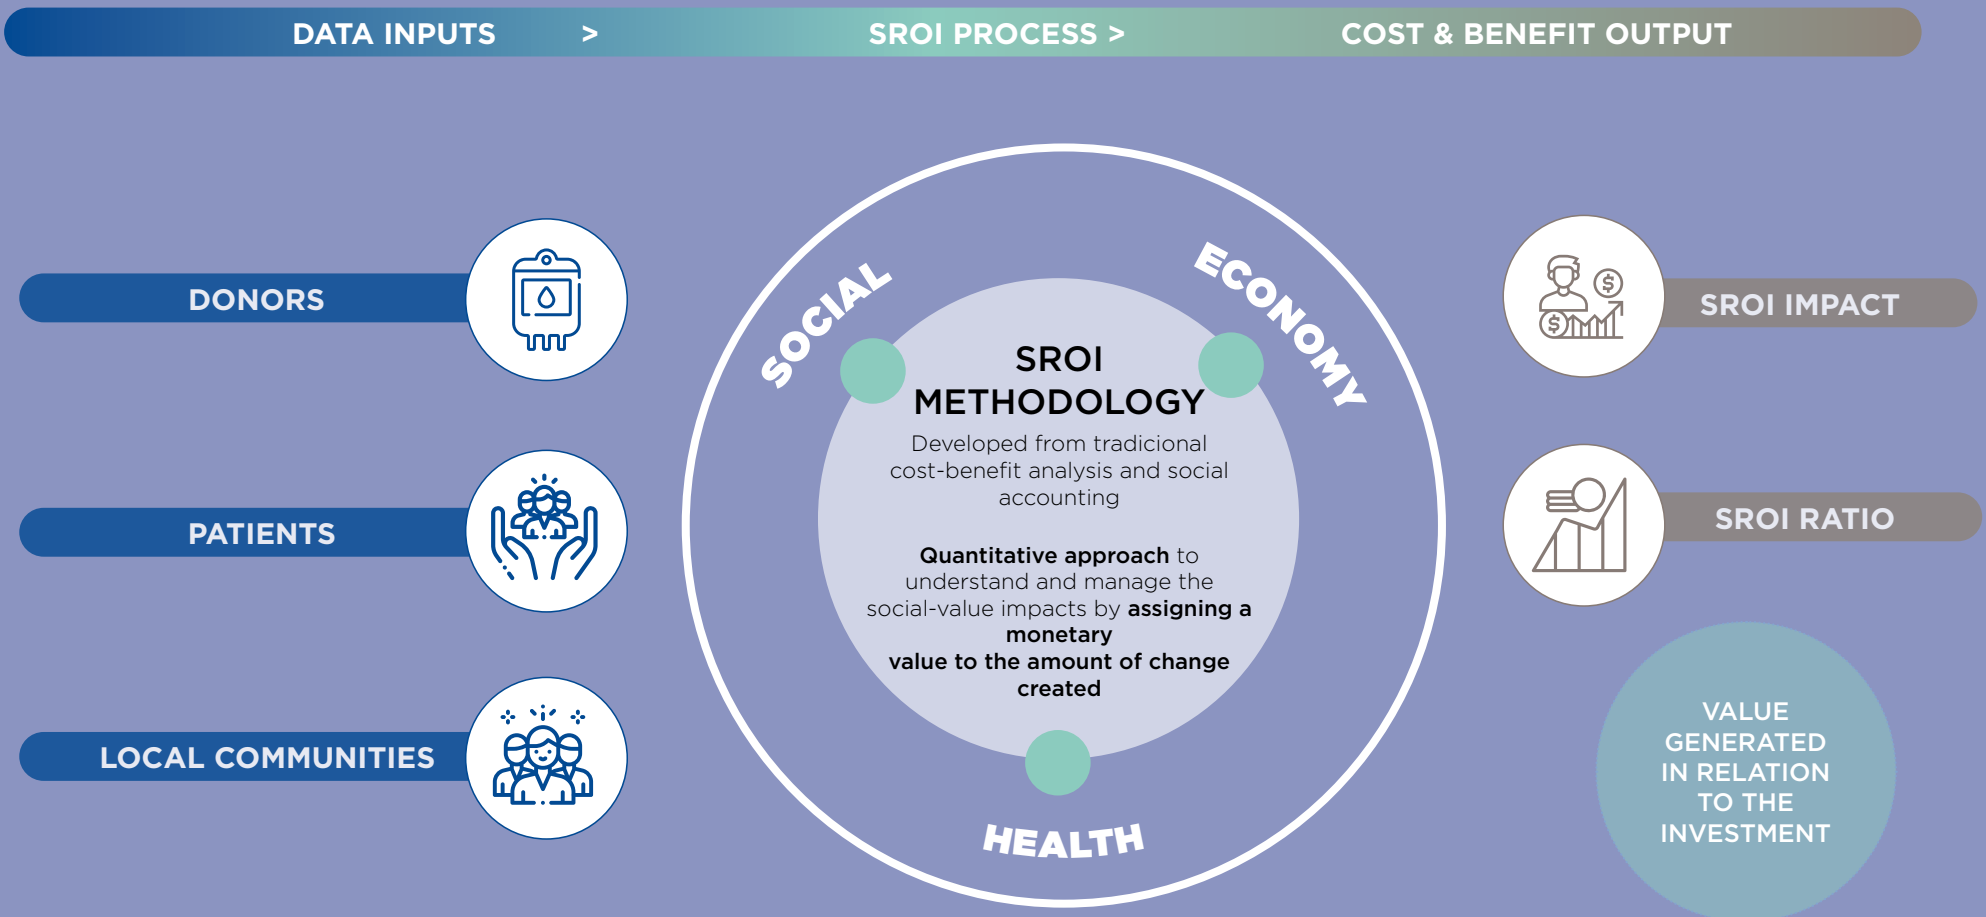 DATA INPUTS >
SROI PROCESS >
COST & BENEFIT OUTPUT
DONORS
PATIENTS
LOCAL COMMUNITIES
SOCIAL
ECONOMY
HEALTH
SROI
METHODOLOGY
Developed from tradicional
cost-benefit analysis and social
accounting
Quantitative approach to
understand and manage the
social-value impacts by assigning a
monetary
value to the amount of change
created
SROI IMPACT
SROI RATIO
VALUE
GENERATED
IN RELATION
TO THE
INVESTMENT